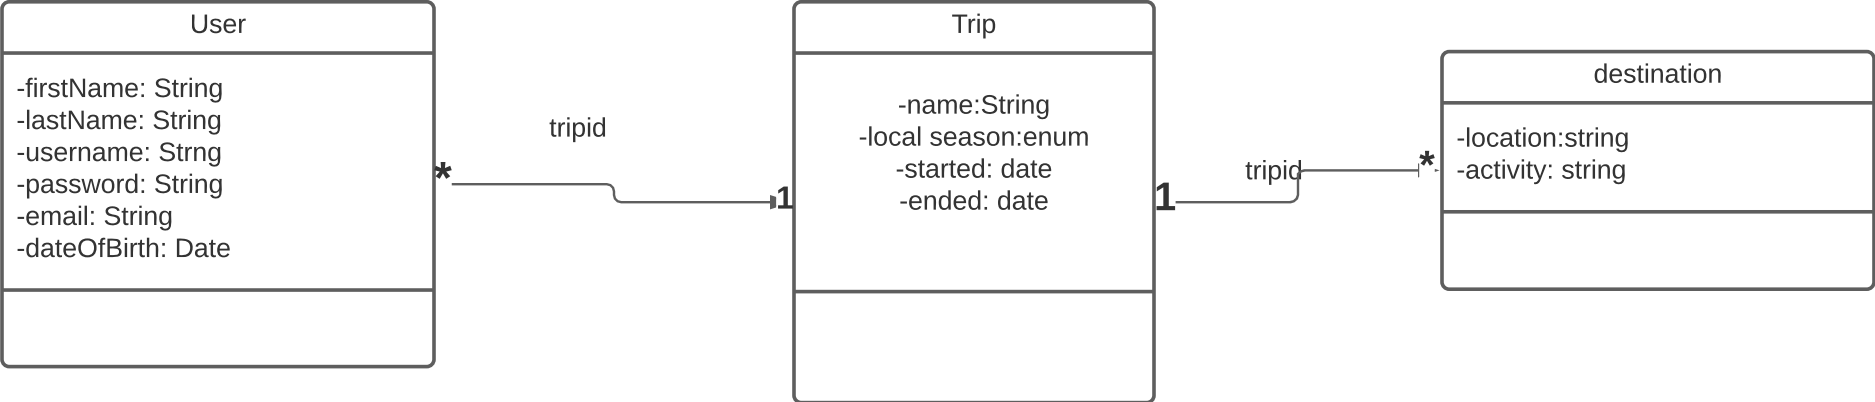 User
-firstName: String
-lastName: String
-username: Strng
-password: String
-email: String
-dateOfBirth: Date
*
tripid
1
Trip
-name:String
-local season:enum
-started: date
-ended: date
1
tripid
*
destination
-location:string
-activity: string